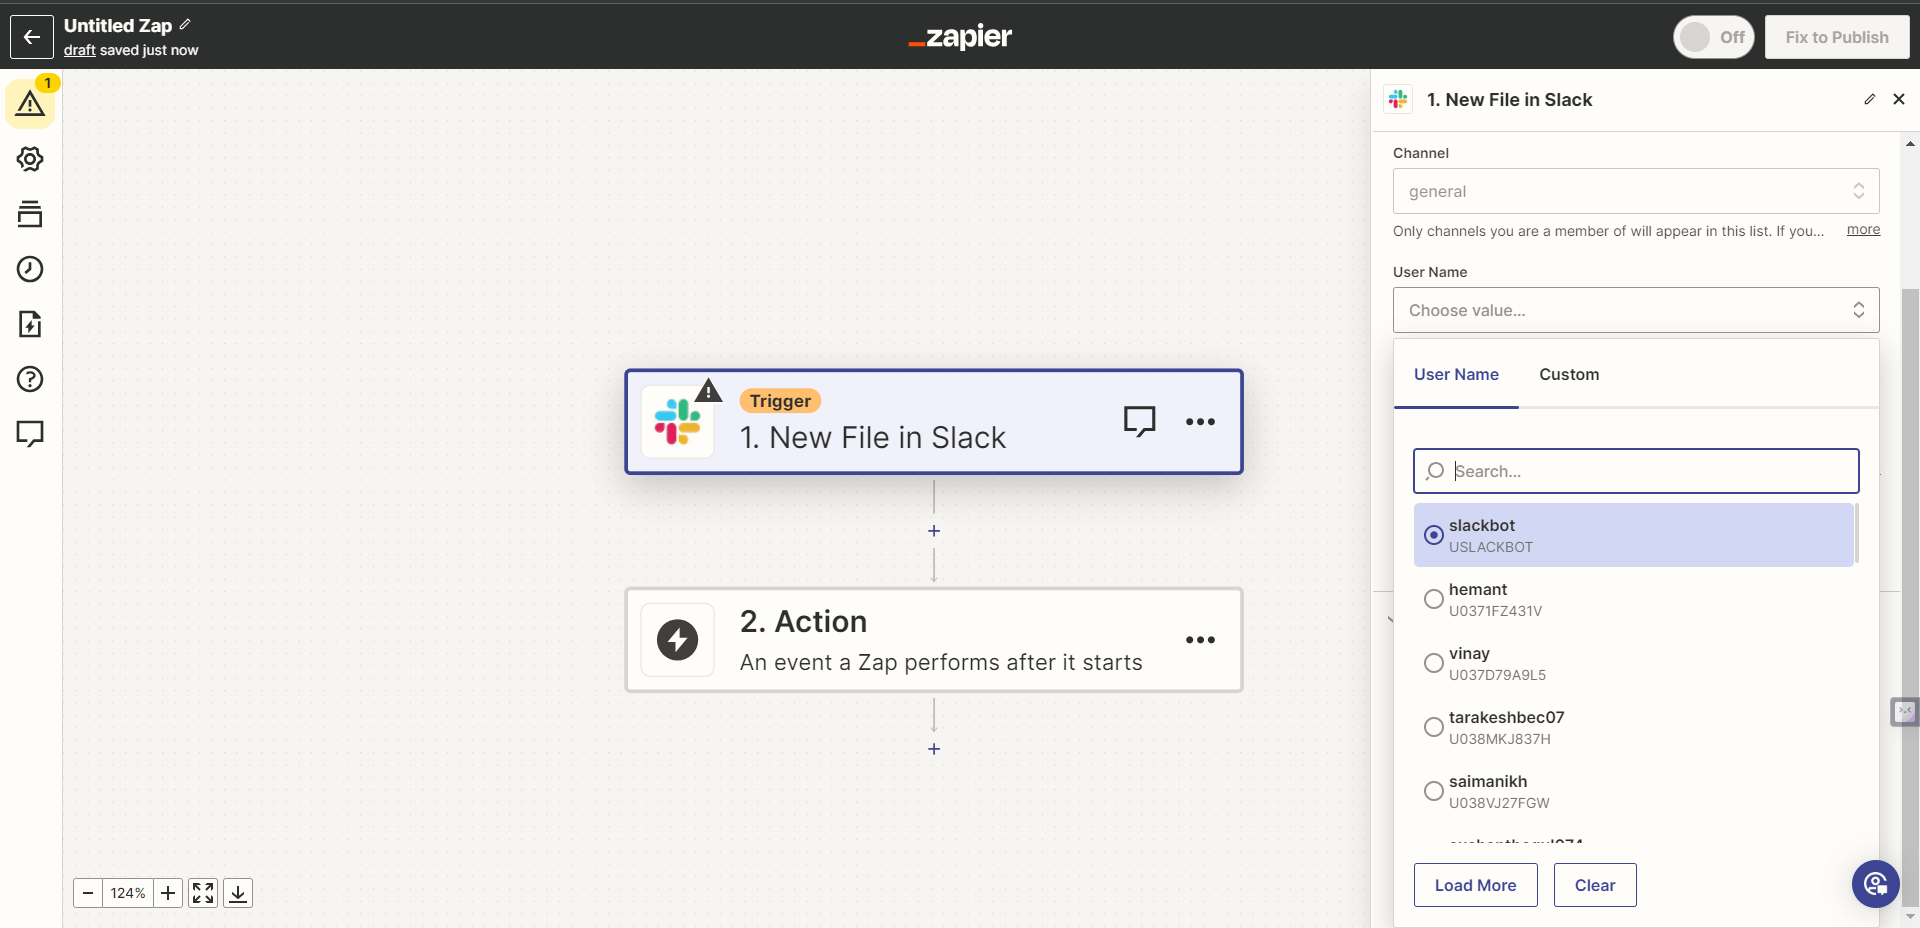 Untitled Zap
draft saved just now
_zapier
Off
Fix to Publish
1
1. New File in Slack
Channel
general
Only channels you are a member of will appear in this list. If you... more
User Name
Choose value...
User Name Custom
Search...
slackbot
USLACKBOT
hemant
U0371FZ431V
vinay
U037D79A9L5
tarakeshbec07
U038MKJ837H
saimanikh
U038VJ27FGW
Load More Clear
Trigger
1. New File in Slack
2. Action
An event a Zap performs after it starts
124%